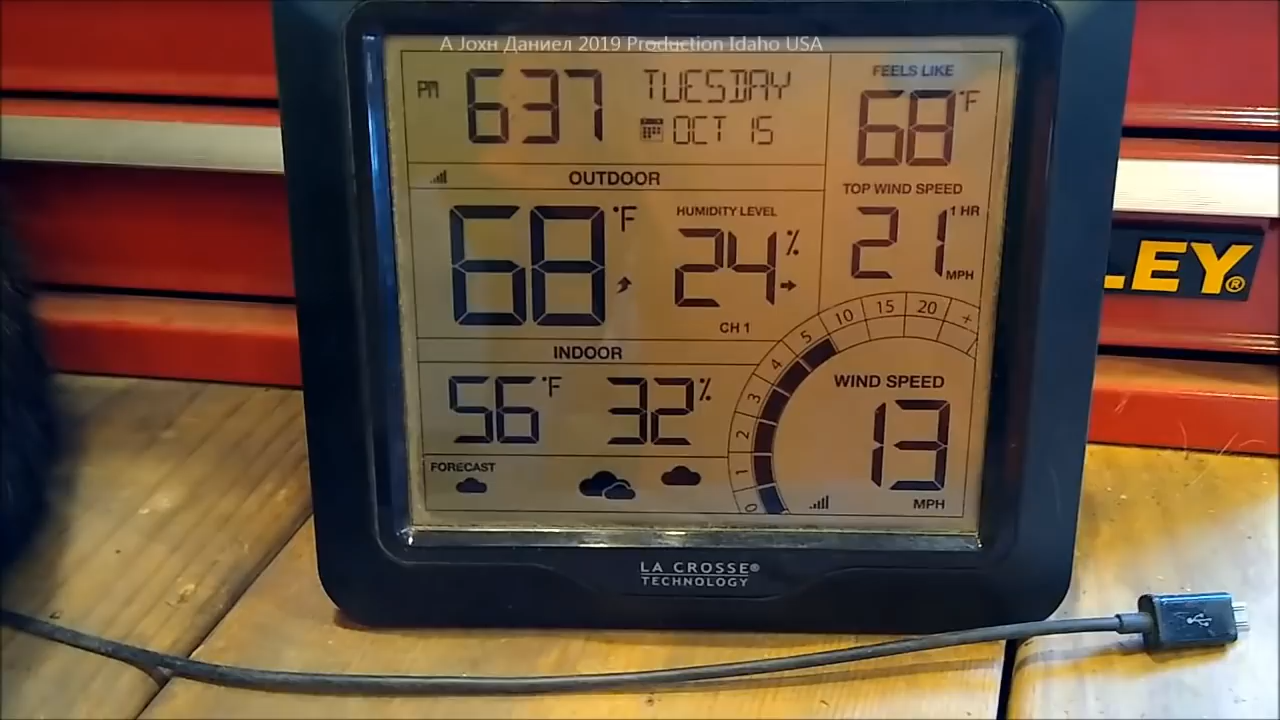 A Јохн Даниел 2019 Production Idaho USA
PM 637 TUESDAY
OCT 15
FEELS LIKE
68°F
OUTDOOR
TOP WIND SPEED
68°F
HUMIDITY LEVEL
24%
CH 1
21 1 HR
MPH
INDOOR
56°F 32%
FORECAST
0 1 2 3 4 5 10 15 20 +
WIND SPEED
13
MPH
LA CROSSE®
TECHNOLOGY
LEY®